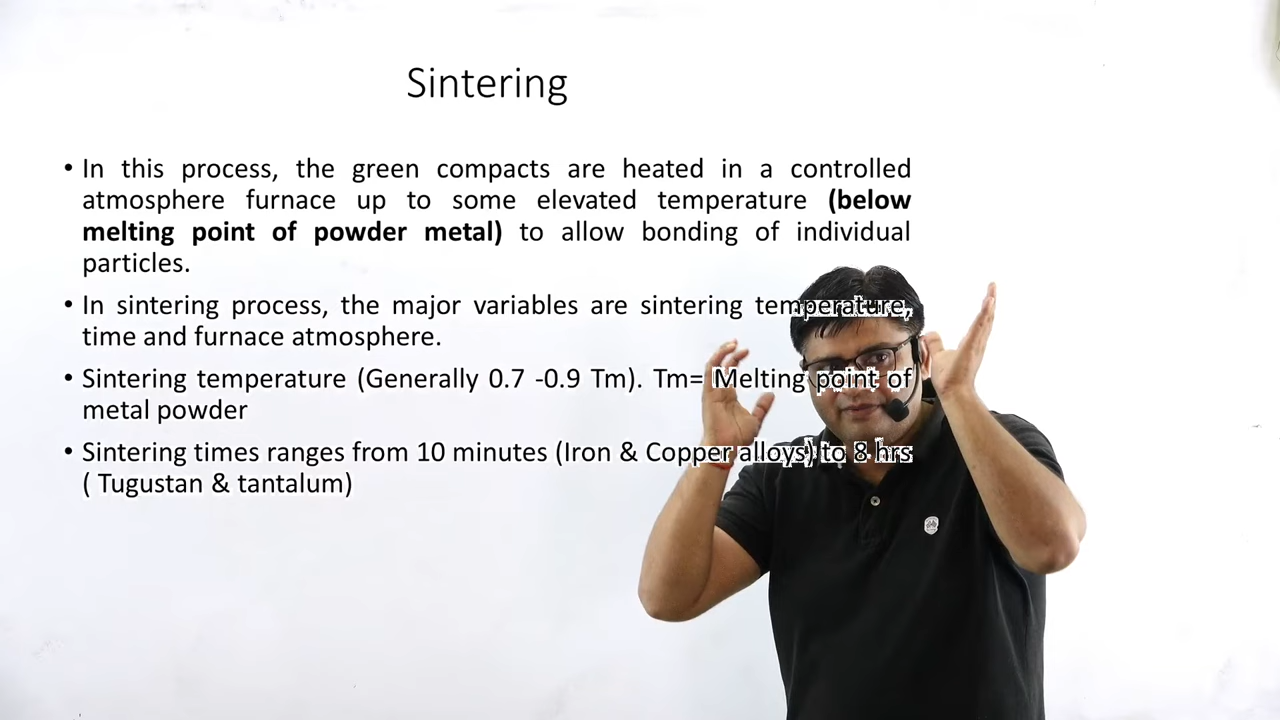 Sintering
• In this process, the green compacts are heated in a controlled
atmosphere furnace up to some elevated temperature (below
melting point of powder metal) to allow bonding of individual
particles.
• In sintering process, the major variables are sintering temperature,
time and furnace atmosphere.
• Sintering temperature (Generally 0.7 -0.9 Tm). Tm= Melting point of
metal powder
• Sintering times ranges from 10 minutes (Iron & Copper alloys) to 8 hrs
( Tugustan & tantalum)